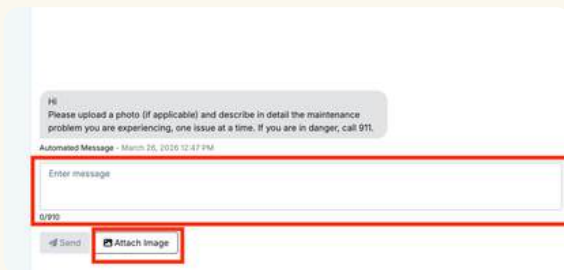 Hi
Please upload a photo (if applicable) and describe in detail the maintenance
problem you are experiencing, one issue at a time. If you are in danger, call 911.
Automated Message - March 26, 2026 12:47 PM
Enter message
0/910
Send
Attach Image